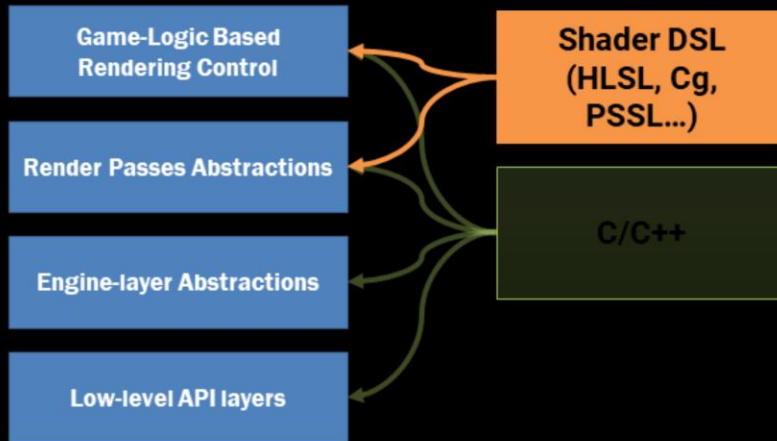 Game-Logic Based
Rendering Control
Render Passes Abstractions
Engine-layer Abstractions
Low-level API layers
Shader DSL
(HLSL, Cg,
PSSL...)
C/C++